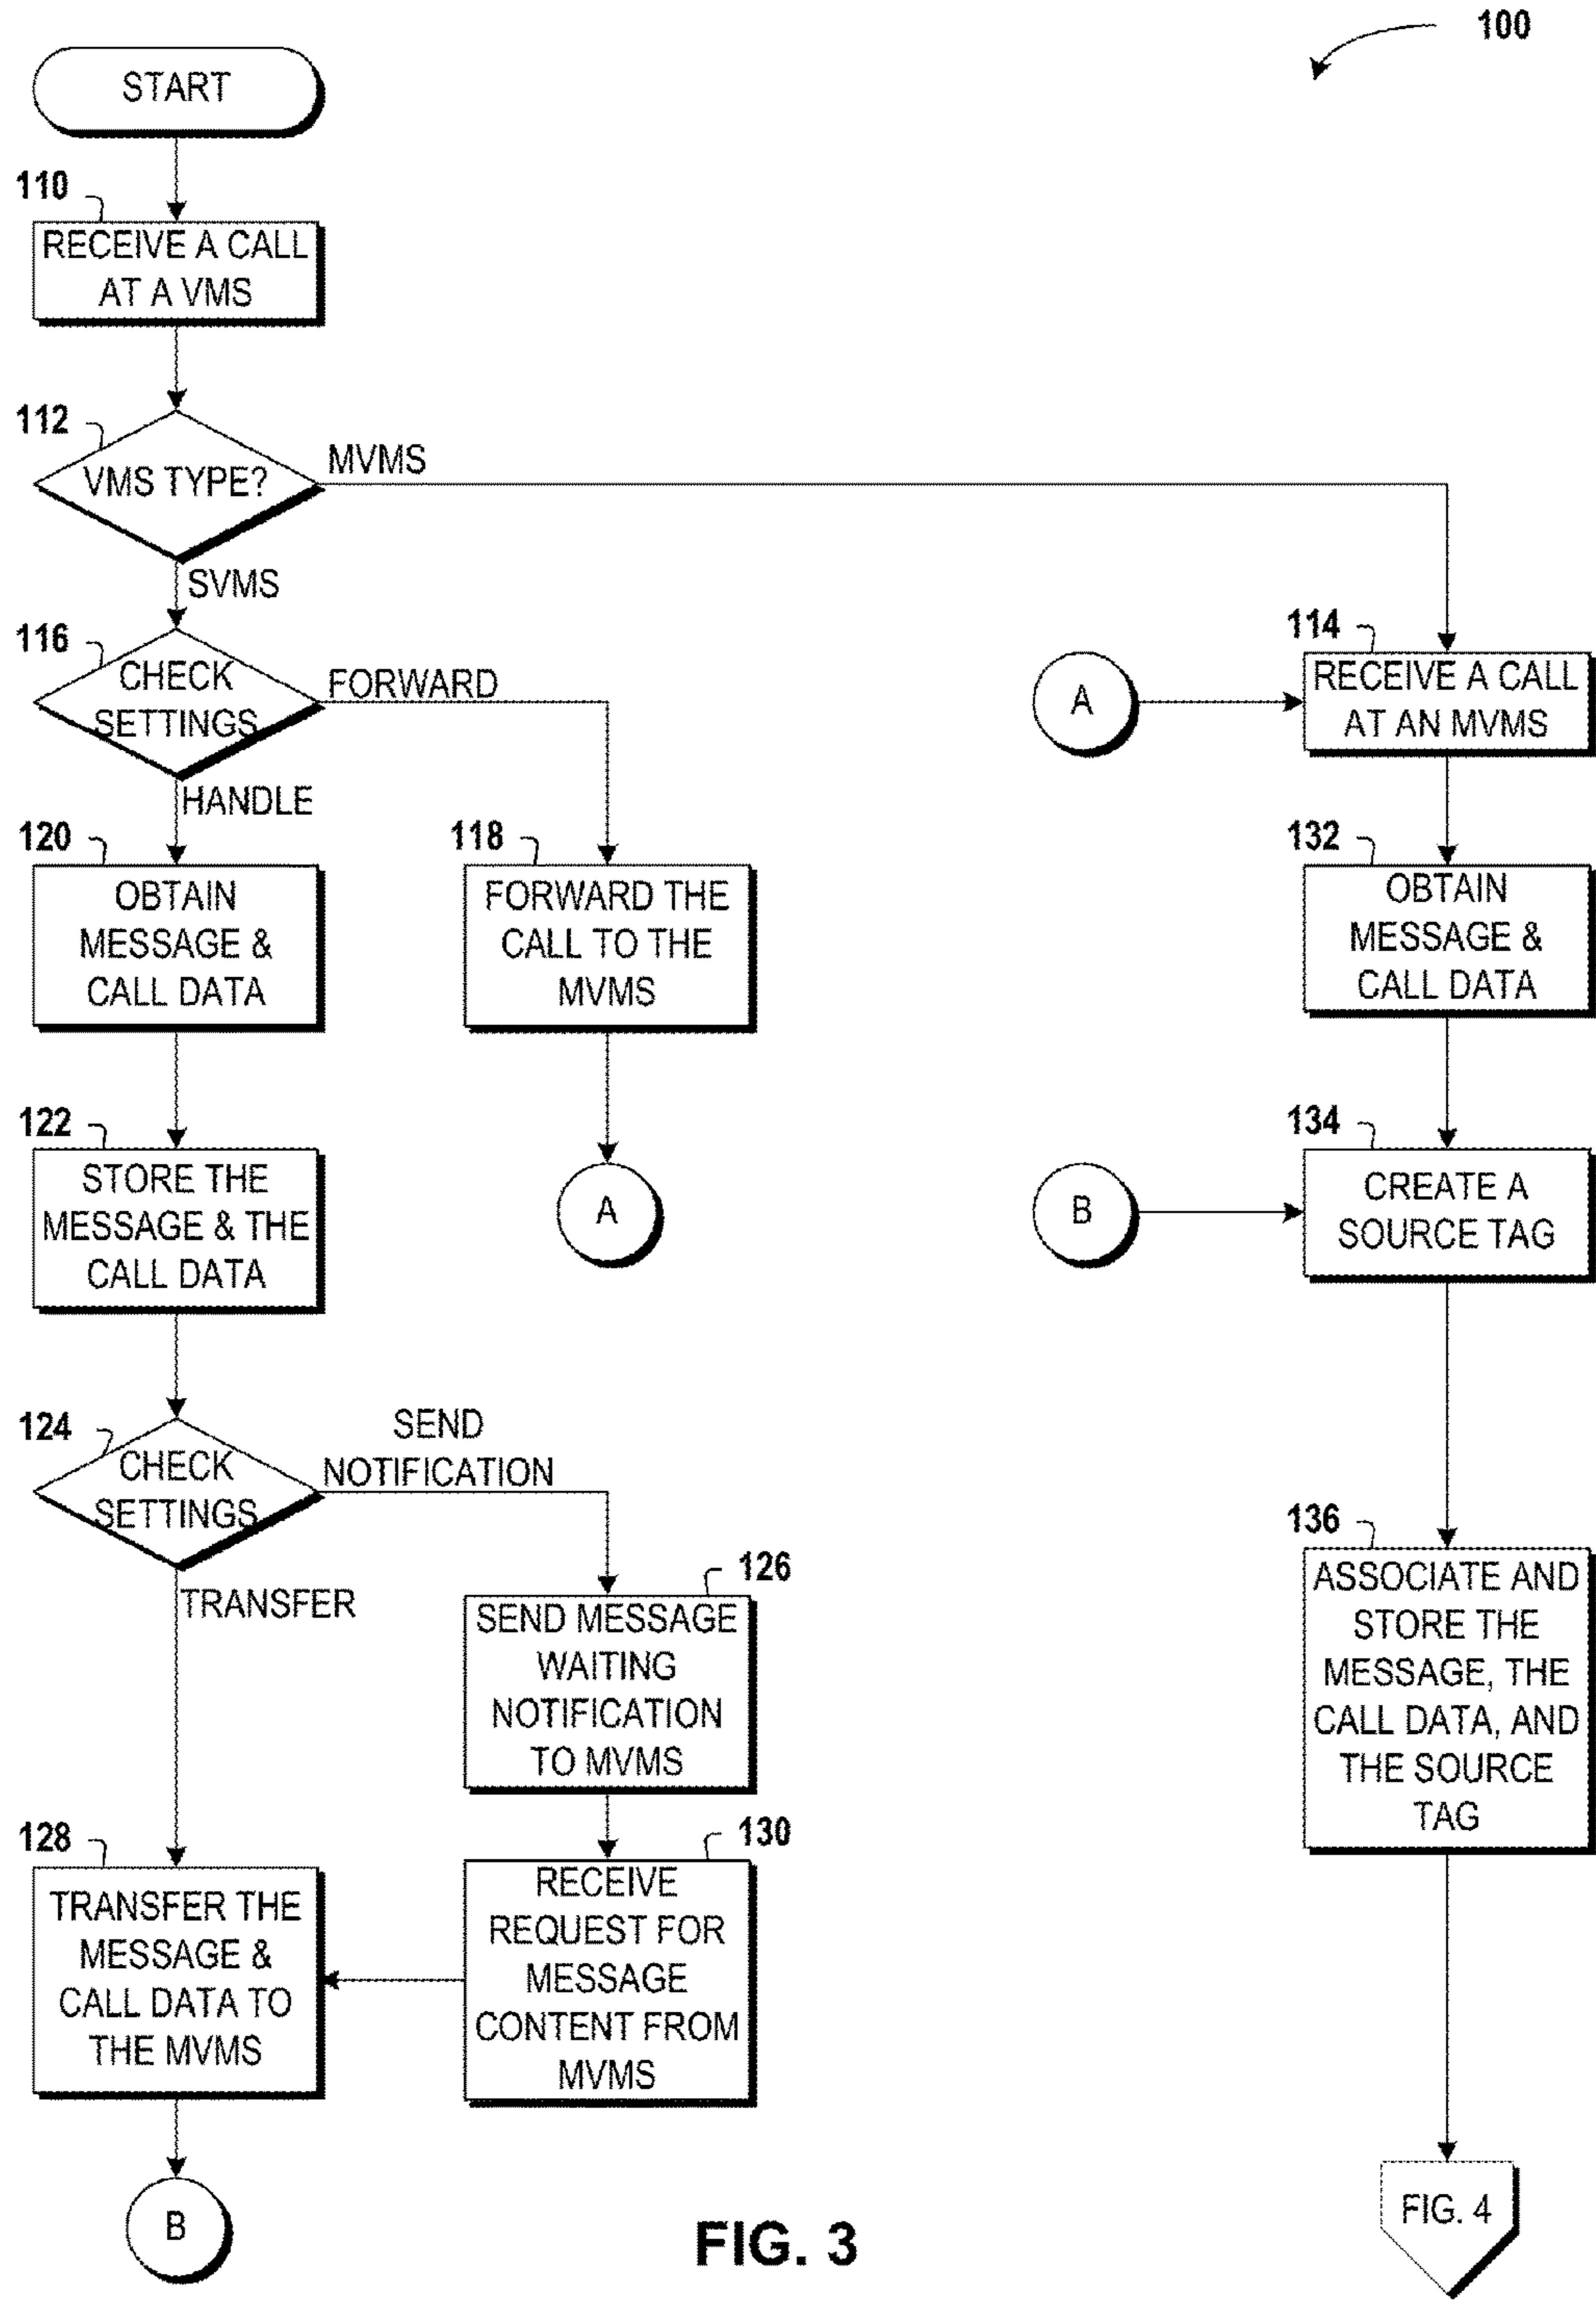 100
START
110
RECEIVE A CALL
AT A VMS
112
VMS TYPE?
MVMS
SVMS
116
CHECK
SETTINGS
FORWARD
HANDLE
A
114
RECEIVE A CALL
AT AN MVMS
120
OBTAIN
MESSAGE &
CALL DATA
118
FORWARD THE
CALL TO THE
MVMS
132
OBTAIN
MESSAGE &
CALL DATA
122
STORE THE
MESSAGE & THE
CALL DATA
A
B
134
CREATE A
SOURCE TAG
124
CHECK
SETTINGS
SEND
NOTIFICATION
TRANSFER
126
SEND MESSAGE
WAITING
NOTIFICATION
TO MVMS
136
ASSOCIATE AND
STORE THE
MESSAGE, THE
CALL DATA, AND
THE SOURCE
TAG
128
TRANSFER THE
MESSAGE &
CALL DATA TO
THE MVMS
130
RECEIVE
REQUEST FOR
MESSAGE
CONTENT FROM
MVMS
B
FIG. 4
FIG. 3